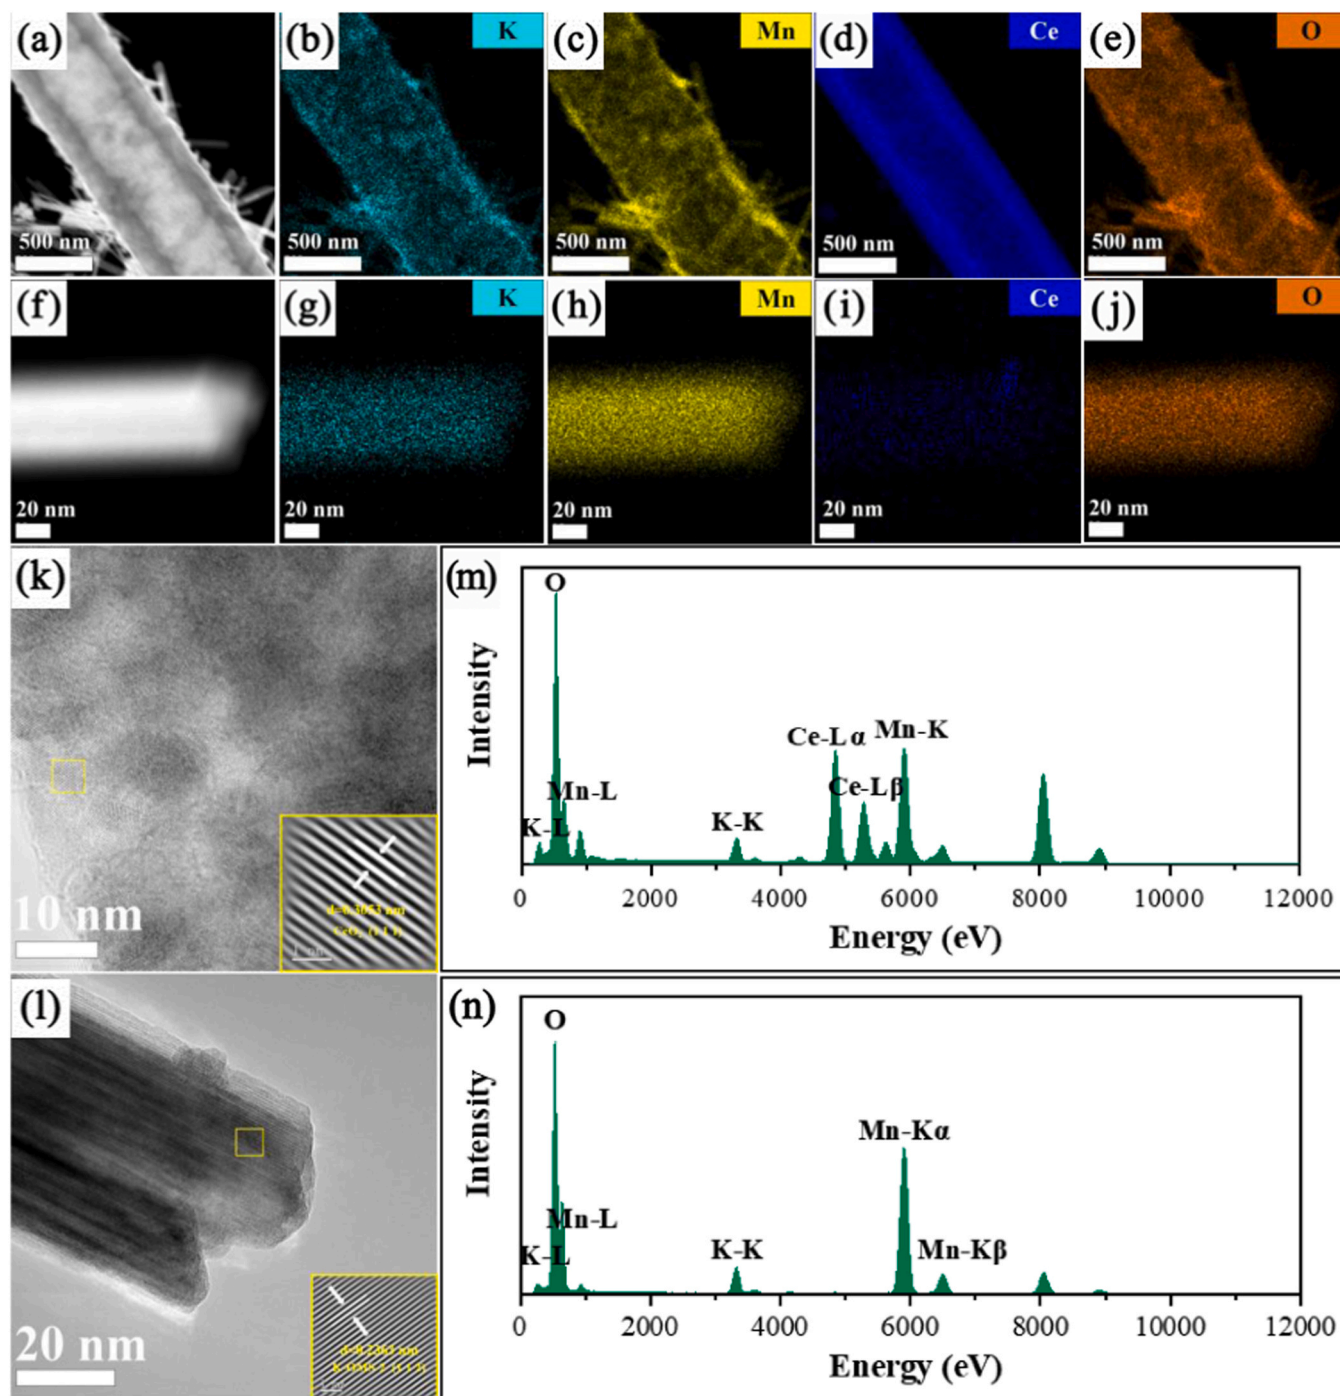 (a)
500 nm
(b) K
500 nm
(c) Mn
500 nm
(d) Ce
500 nm
(e) O
500 nm
(f)
20 nm
(g) K
20 nm
(h) Mn
20 nm
(i) Ce
20 nm
(j) O
20 nm
(k)
10 nm
(m)
O
Ce-Lα
Mn-K
Mn-L
Ce-Lβ
K-L
K-K
Intensity
0 2000 4000 6000 8000 10000 12000
Energy (eV)
(l)
20 nm
(n)
O
Mn-Kα
Mn-L
K-L
K-K
Mn-Kβ
Intensity
0 2000 4000 6000 8000 10000 12000
Energy (eV)